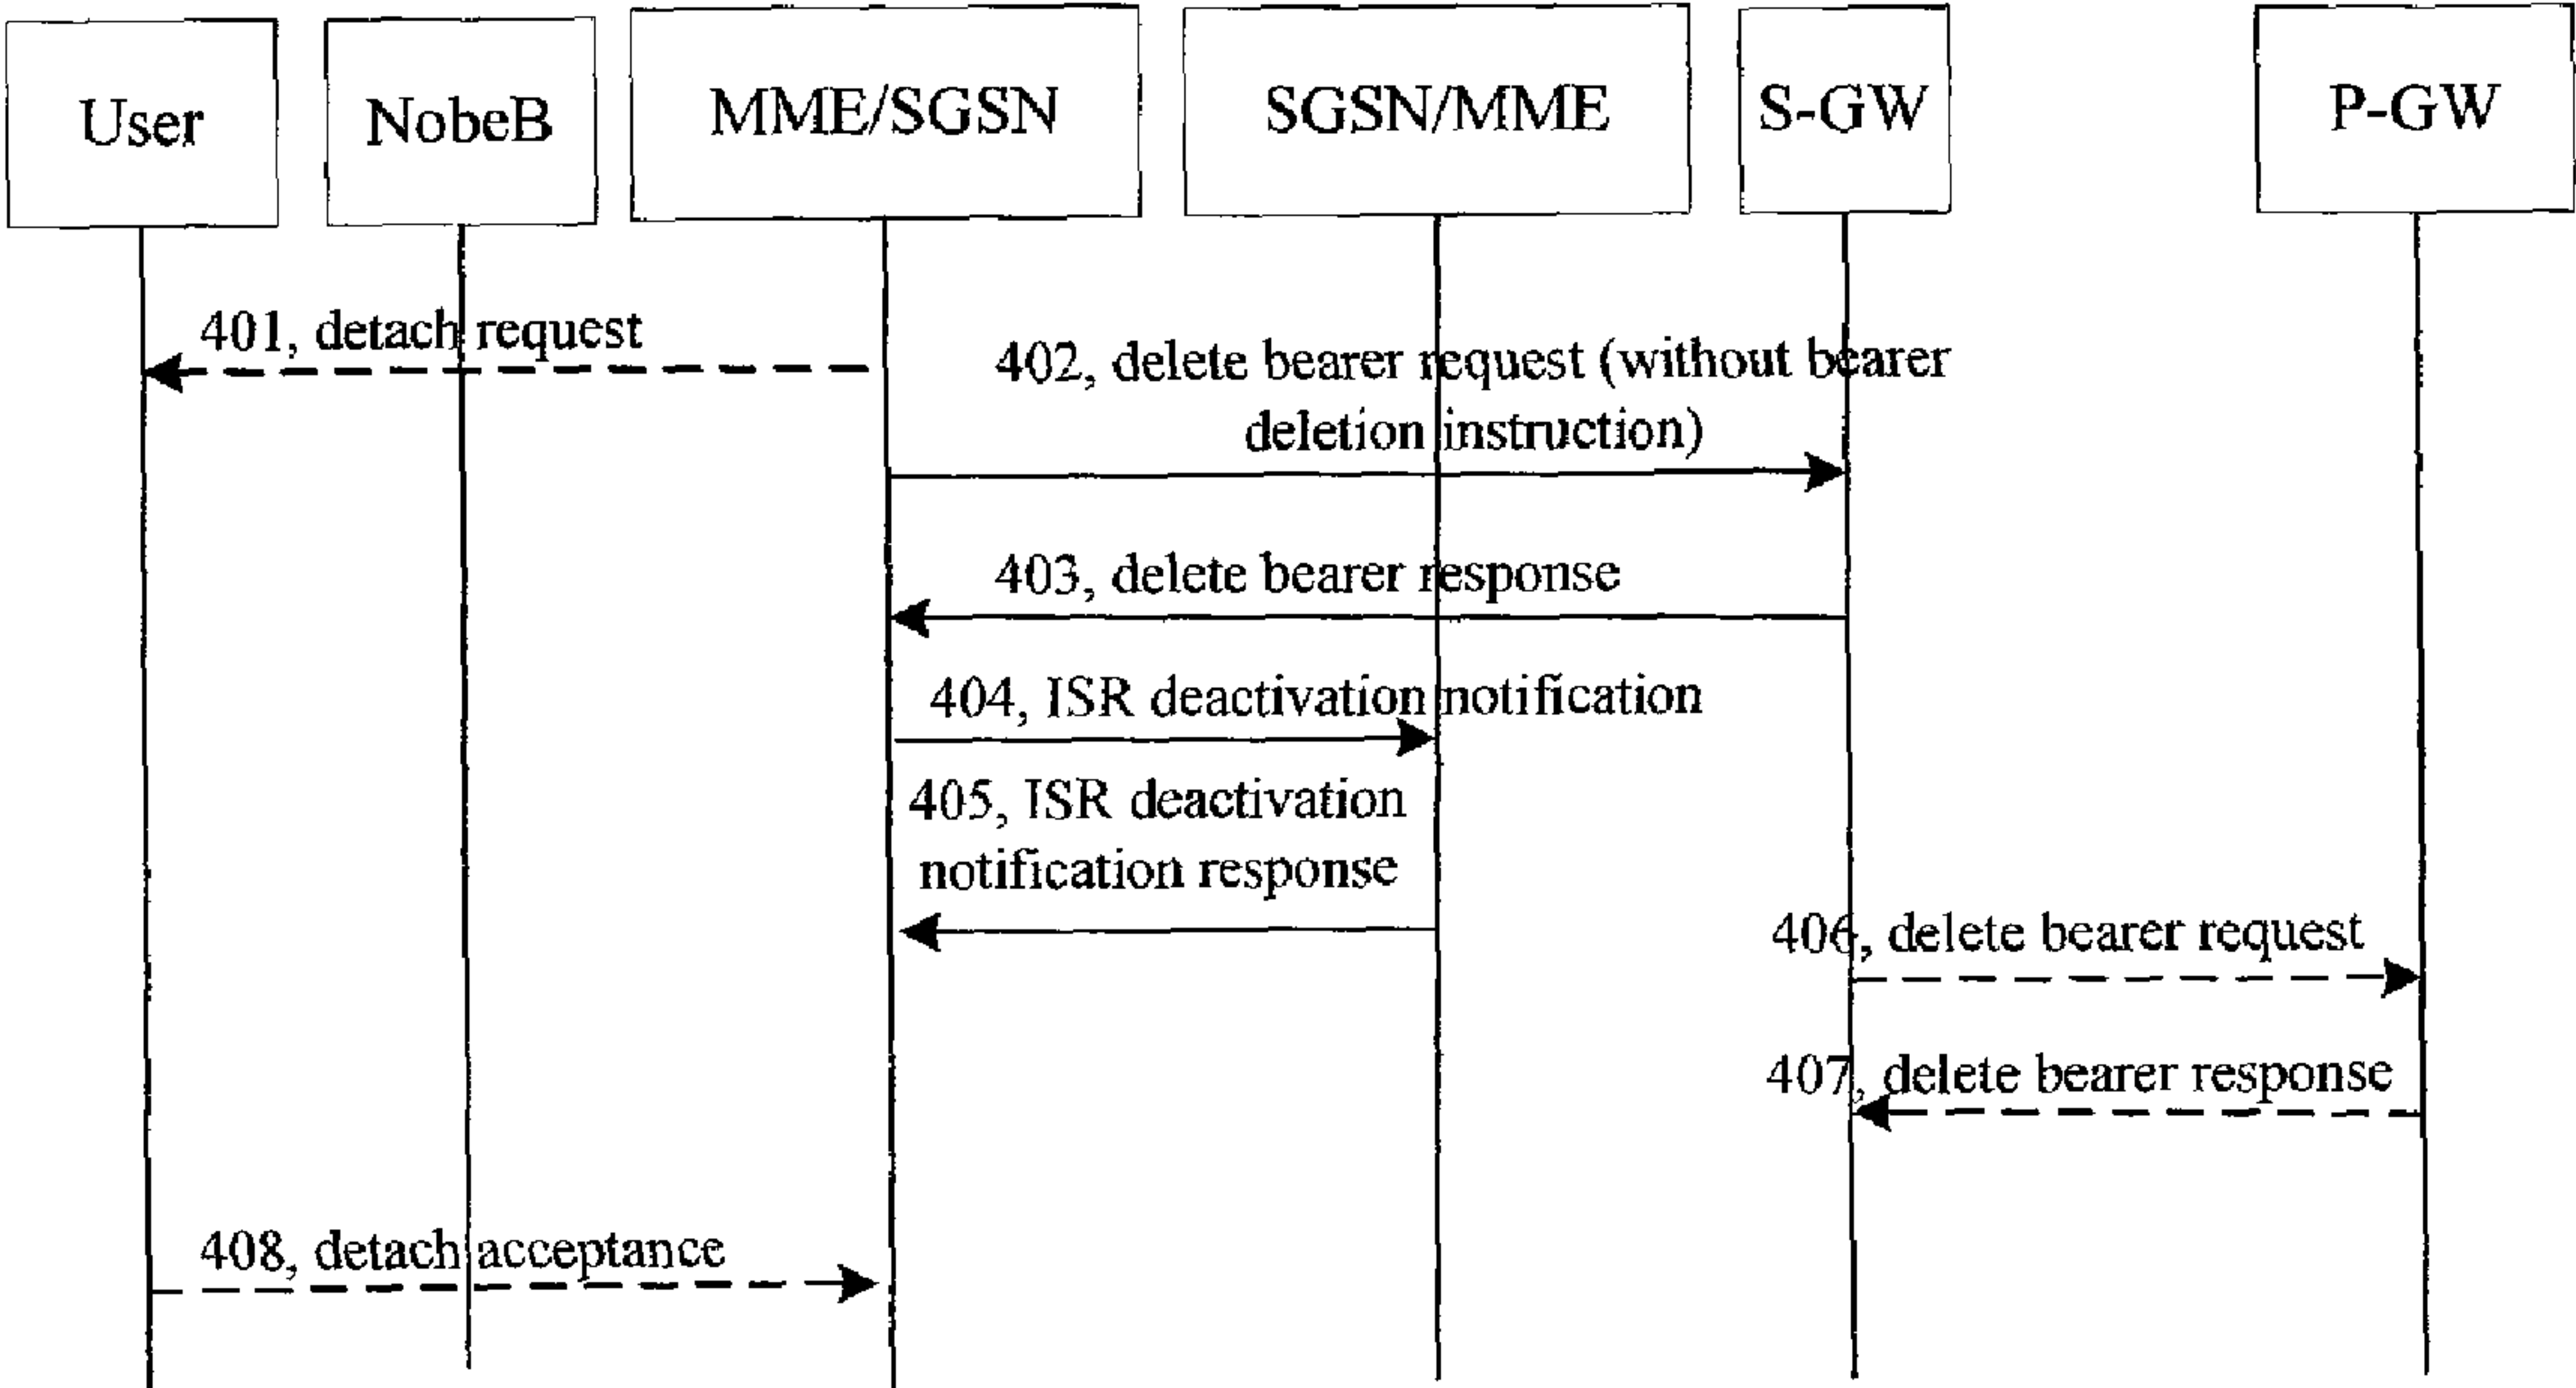 User
NobeB
MME/SGSN
SGSN/MME
S-GW
P-GW
401, detach request
402, delete bearer request (without bearer
deletion instruction)
403, delete bearer response
404, ISR deactivation notification
405, ISR deactivation
notification response
406, delete bearer request
407, delete bearer response
408, detach acceptance